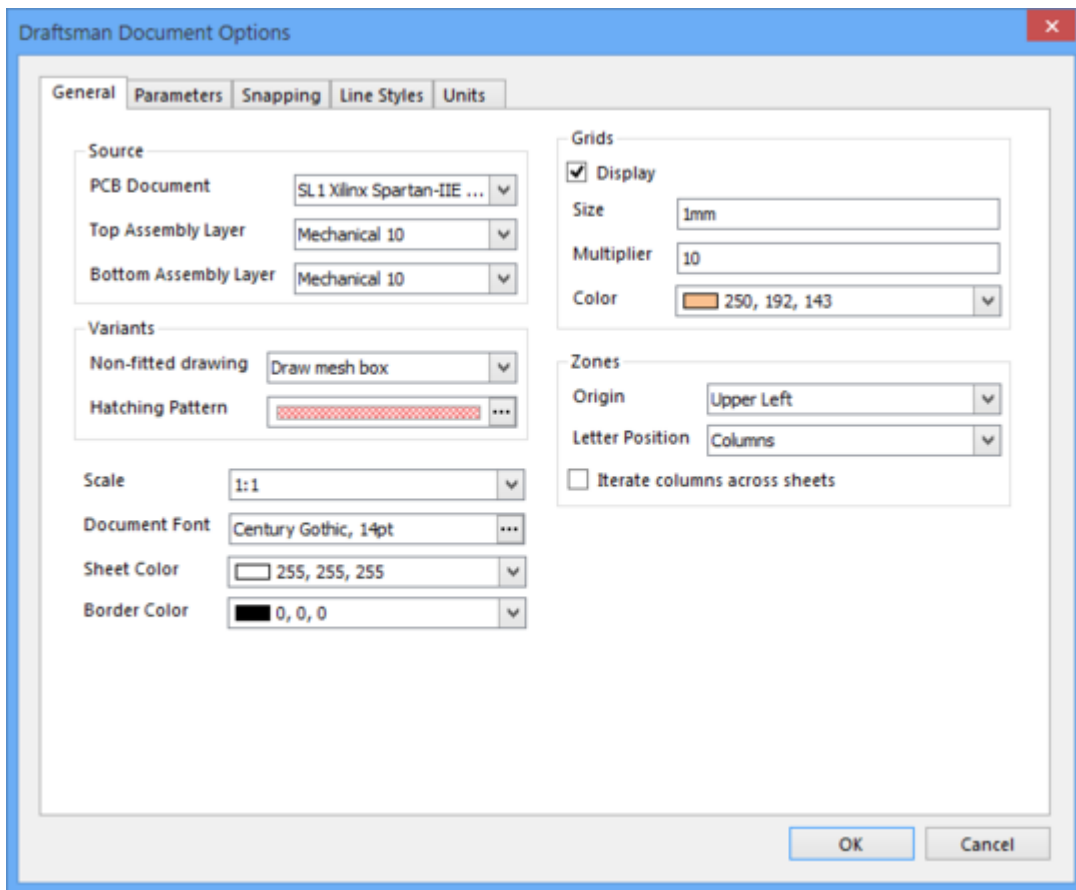 Draftsman Document Options
General Parameters Snapping Line Styles Units
Source
PCB Document SL1 Xilinx Spartan-IIE ...
Top Assembly Layer Mechanical 10
Bottom Assembly Layer Mechanical 10
Variants
Non-fitted drawing Draw mesh box
Hatching Pattern ...
Scale 1:1
Document Font Century Gothic, 14pt ...
Sheet Color 255, 255, 255
Border Color 0, 0, 0
Grids
Display
Size 1mm
Multiplier 10
Color 250, 192, 143
Zones
Origin Upper Left
Letter Position Columns
Iterate columns across sheets
OK Cancel